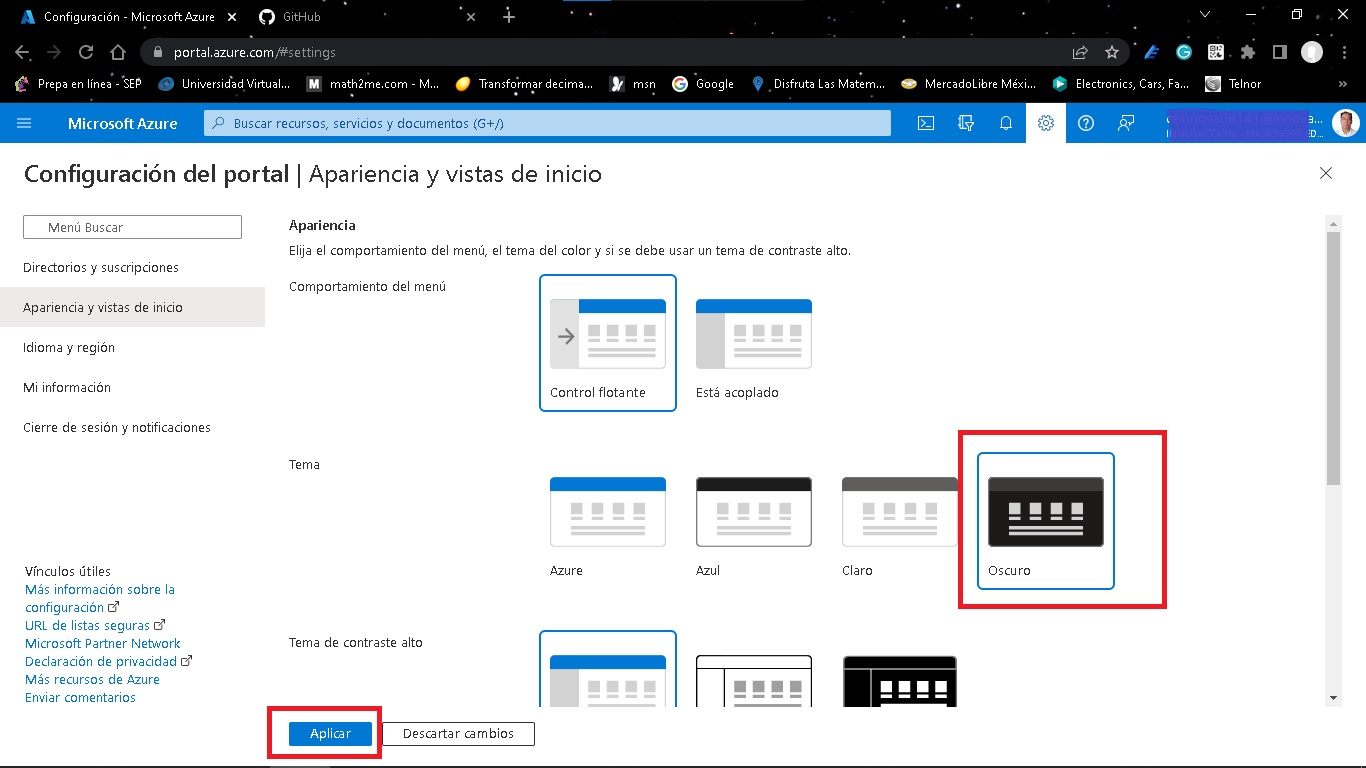 Configuración - Microsoft Azure
GitHub
portal.azure.com/#settings
Prepa en línea - SEP
Universidad Virtual...
math2me.com - M...
Transformar decima...
msn
Google
Disfruta Las Matem...
MercadoLibre Méxi...
Electronics, Cars, Fa...
Telnor
Microsoft Azure
Buscar recursos, servicios y documentos (G+/)
Configuración del portal | Apariencia y vistas de inicio
Menú Buscar
Directorios y suscripciones
Apariencia y vistas de inicio
Idioma y región
Mi información
Cierre de sesión y notificaciones
Vínculos útiles
Más información sobre la
configuración
URL de listas seguras
Microsoft Partner Network
Declaración de privacidad
Más recursos de Azure
Enviar comentarios
Apariencia
Elija el comportamiento del menú, el tema del color y si se debe usar un tema de contraste alto.
Comportamiento del menú
Control flotante
Está acoplado
Tema
Azure
Azul
Claro
Oscuro
Tema de contraste alto
Aplicar
Descartar cambios